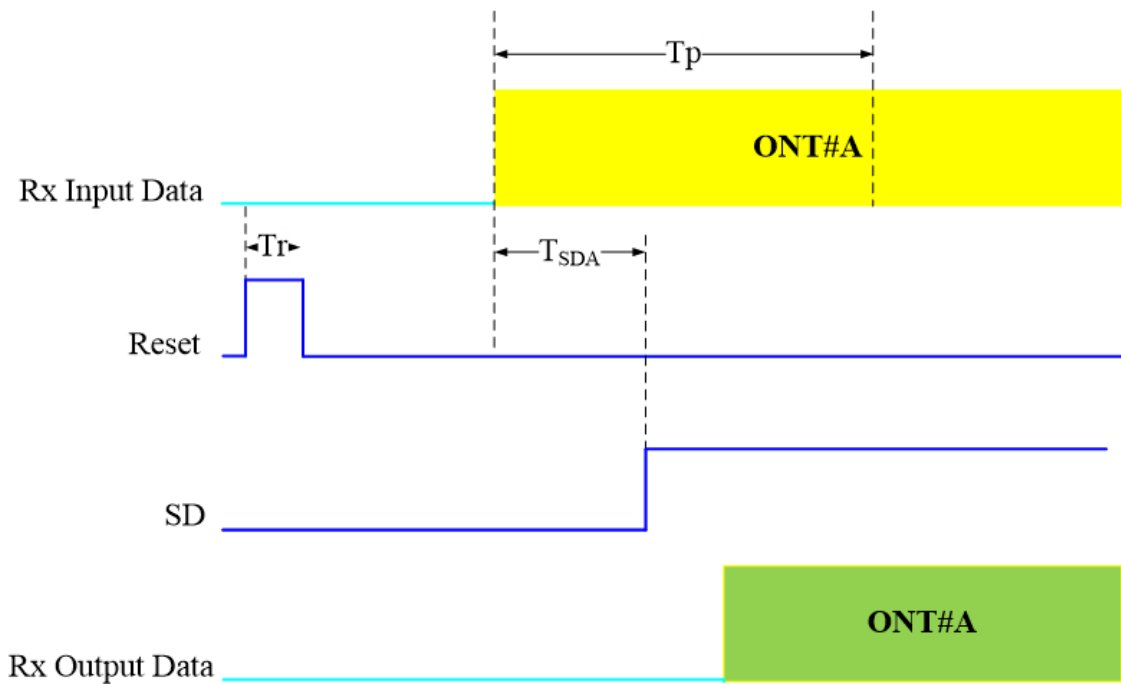 Tp
ONT#A
Rx Input Data
Tr
TSDA
Reset
SD
ONT#A
Rx Output Data